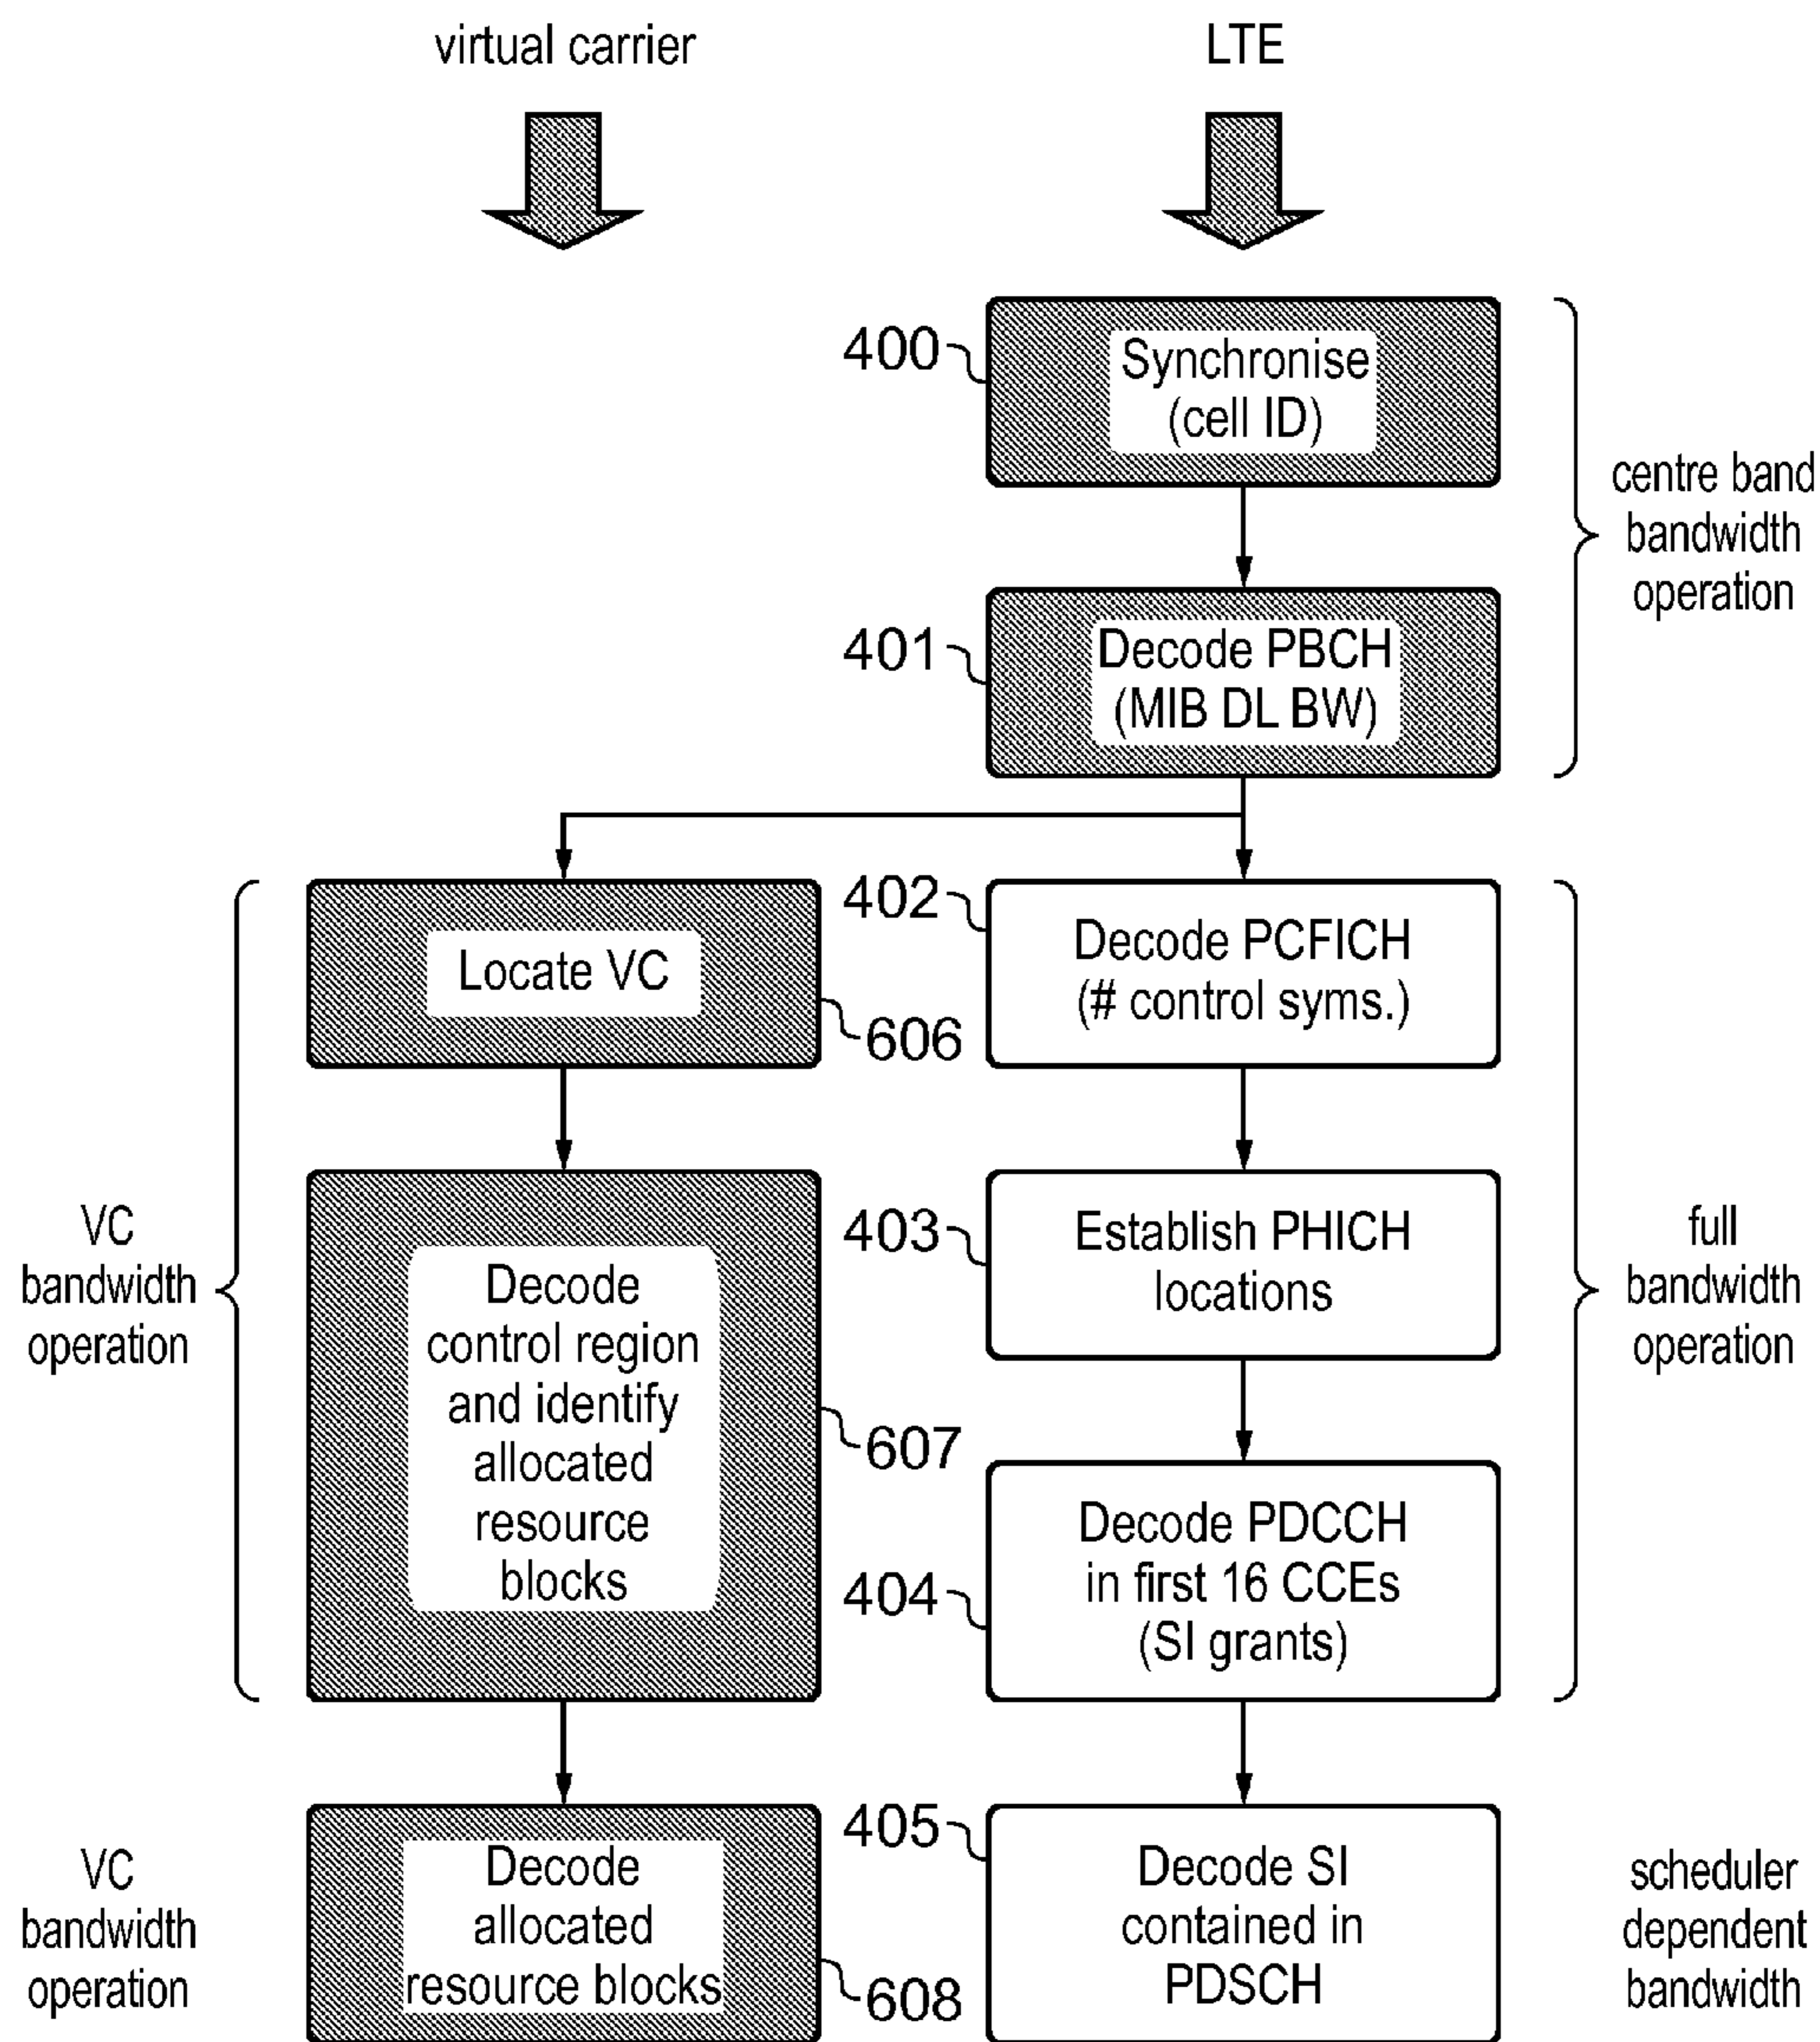 virtual carrier
LTE
400
Synchronise
(cell ID)
centre band
bandwidth
operation
401
Decode PBCH
(MIB DL BW)
VC
bandwidth
operation
Locate VC
606
402
Decode PCFICH
(# control syms.)
Decode
control region
and identify
allocated
resource
blocks
607
403
Establish PHICH
locations
full
bandwidth
operation
404
Decode PDCCH
in first 16 CCEs
(SI grants)
VC
bandwidth
operation
Decode
allocated
resource blocks
608
405
Decode SI
contained in
PDSCH
scheduler
dependent
bandwidth